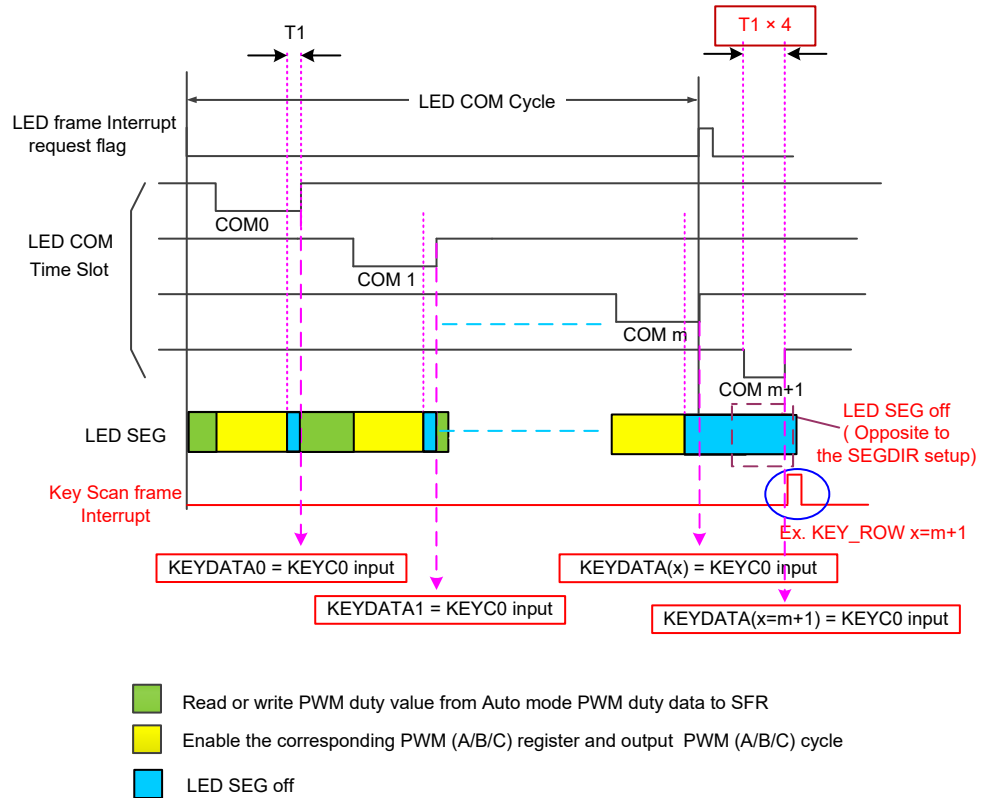 T1
T1 × 4
LED COM Cycle
LED frame Interrupt
request flag
COM0
LED COM
Time Slot
COM 1
COM m
COM m+1
LED SEG
LED SEG off
( Opposite to
the SEGDIR setup)
Key Scan frame
Interrupt
Ex. KEY_ROW x=m+1
KEYDATA0 = KEYC0 input
KEYDATA(x) = KEYC0 input
KEYDATA1 = KEYC0 input
KEYDATA(x=m+1) = KEYC0 input
Read or write PWM duty value from Auto mode PWM duty data to SFR
Enable the corresponding PWM (A/B/C) register and output PWM (A/B/C) cycle
LED SEG off